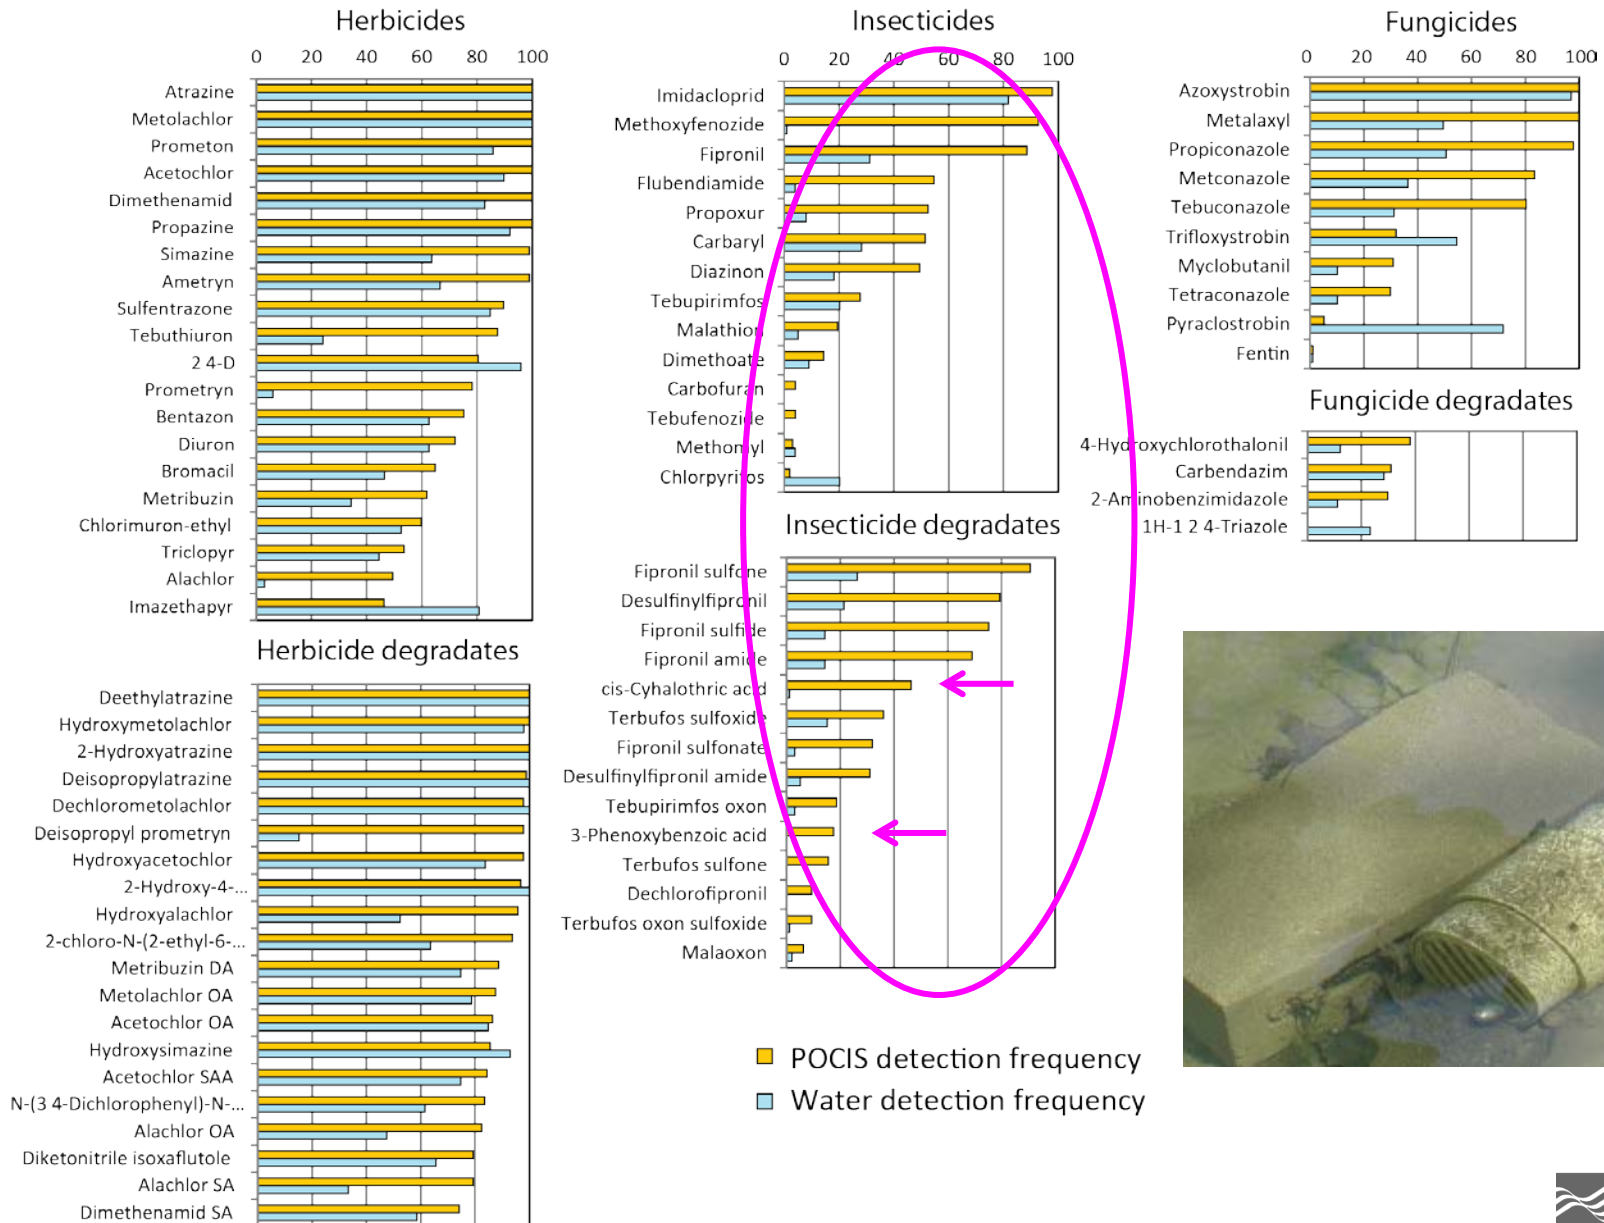 Herbicides
0 20 40 60 80 100
Atrazine
Metolachlor
Prometon
Acetochlor
Dimethenamid
Propazine
Simazine
Ametryn
Sulfentrazone
Tebuthiuron
2 4-D
Prometryn
Bentazon
Diuron
Bromacil
Metribuzin
Chlorimuron-ethyl
Triclopyr
Alachlor
Imazethapyr
Herbicide degradates
Deethylatrazine
Hydroxymetolachlor
2-Hydroxyatrazine
Deisopropylatrazine
Dechlorometolachlor
Deisopropyl prometryn
Hydroxyacetochlor
2-Hydroxy-4-...
Hydroxyalachlor
2-chloro-N-(2-ethyl-6-...
Metribuzin DA
Metolachlor OA
Acetochlor OA
Hydroxysimazine
Acetochlor SAA
N-(3 4-Dichlorophenyl)-N-...
Alachlor OA
Diketonitrile isoxaflutole
Alachlor SA
Dimethenamid SA
Insecticides
0 20 40 60 80 100
Imidacloprid
Methoxyfenozide
Fipronil
Flubendiamide
Propoxur
Carbaryl
Diazinon
Tebupirimfos
Malathion
Dimethoate
Carbofuran
Tebufenozide
Methomyl
Chlorpyrifos
Insecticide degradates
Fipronil sulfone
Desulfinylfipronil
Fipronil sulfide
Fipronil amide
cis-Cyhalothric acid
Terbufos sulfoxide
Fipronil sulfonate
Desulfinylfipronil amide
Tebupirimfos oxon
3-Phenoxybenzoic acid
Terbufos sulfone
Dechlorofipronil
Terbufos oxon sulfoxide
Malaoxon
POCIS detection frequency
Water detection frequency
Fungicides
0 20 40 60 80 100
Azoxystrobin
Metalaxyl
Propiconazole
Metconazole
Tebuconazole
Trifloxystrobin
Myclobutanil
Tetraconazole
Pyraclostrobin
Fentin
Fungicide degradates
4-Hydroxychlorothalonil
Carbendazim
2-Aminobenzimidazole
1H-1 2 4-Triazole